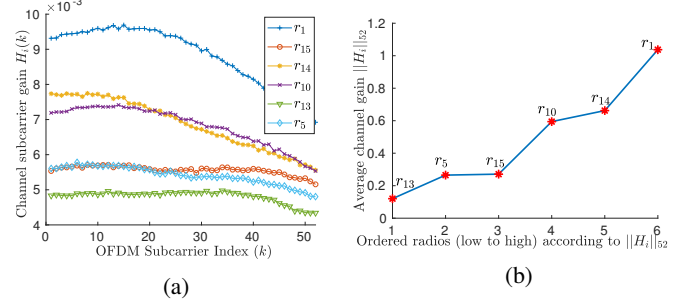 ×10⁻³
10
9
8
7
6
5
4
0
10
20
30
40
50
Channel subcarrier gain H_i(k)
OFDM Subcarrier Index (k)
r_1
r_15
r_14
r_10
r_13
r_5
(a)
1.2
1
0.8
0.6
0.4
0.2
0
1
2
3
4
5
6
Average channel gain ||H_i||_52
Ordered radios (low to high) according to ||H_i||_52
r_13
r_5
r_15
r_10
r_14
r_1
(b)